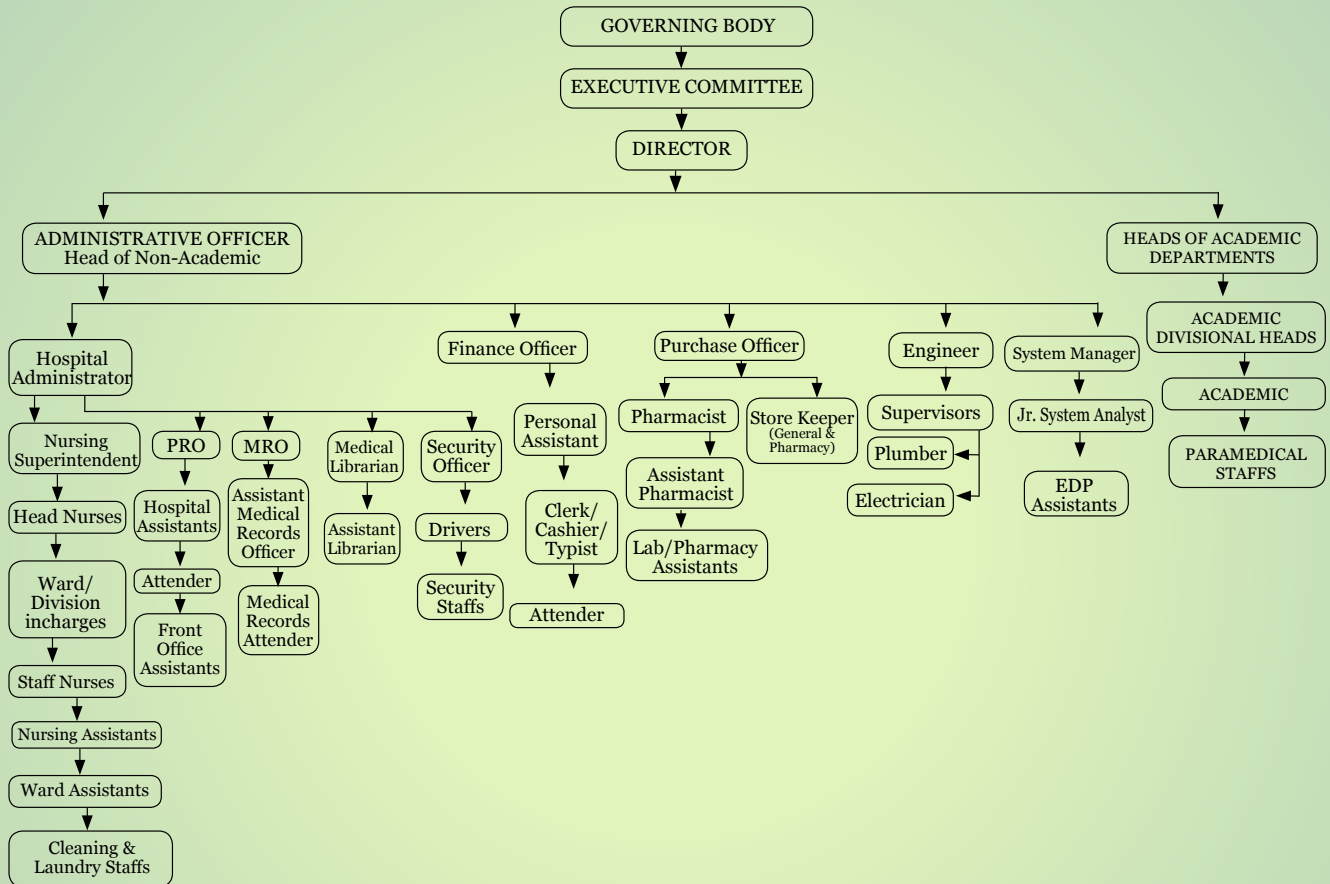 GOVERNING BODY
EXECUTIVE COMMITTEE
DIRECTOR
ADMINISTRATIVE OFFICER
Head of Non-Academic
HEADS OF ACADEMIC
DEPARTMENTS
Hospital
Administrator
Finance Officer
Purchase Officer
Engineer
System Manager
ACADEMIC
DIVISIONAL HEADS
Nursing
Superintendent
Head Nurses
Ward/
Division
incharges
Staff Nurses
Nursing Assistants
Ward Assistants
Cleaning &
Laundry Staffs
PRO
Hospital
Assistants
Attender
Front
Office
Assistants
MRO
Assistant
Medical
Records
Officer
Medical
Records
Attender
Medical
Librarian
Assistant
Librarian
Security
Officer
Drivers
Security
Staffs
Personal
Assistant
Clerk/
Cashier/
Typist
Attender
Pharmacist
Assistant
Pharmacist
Lab/Pharmacy
Assistants
Store Keeper
(General &
Pharmacy)
Supervisors
Plumber
Electrician
Jr. System Analyst
EDP
Assistants
ACADEMIC
PARAMEDICAL
STAFFS